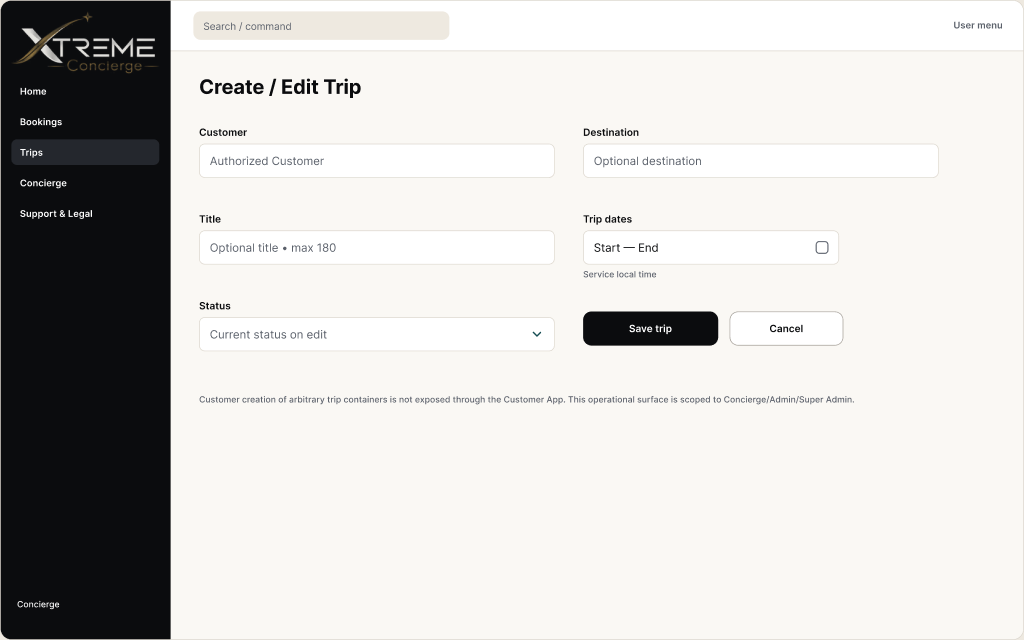 XTREME
Concierge
Home
Bookings
Trips
Concierge
Support & Legal
Concierge
Search / command
User menu
Create / Edit Trip
Customer
Authorized Customer
Destination
Optional destination
Title
Optional title • max 180
Trip dates
Start — End
Service local time
Status
Current status on edit
Save trip
Cancel
Customer creation of arbitrary trip containers is not exposed through the Customer App. This operational surface is scoped to Concierge/Admin/Super Admin.